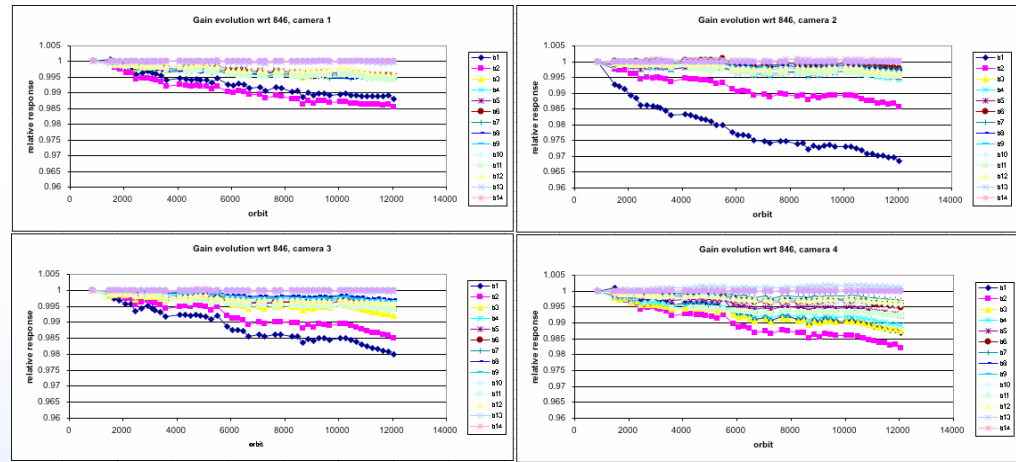 Gain evolution wrt 846, camera 1
1.005
1
0.995
0.99
0.985
0.98
0.975
0.97
0.965
0.96
relative response
0 2000 4000 6000 8000 10000 12000 14000
orbit
b1
b2
b3
b4
b5
b6
b7
b8
b9
b10
b11
b12
b13
b14
Gain evolution wrt 846, camera 2
1.005
1
0.995
0.99
0.985
0.98
0.975
0.97
0.965
0.96
relative response
0 2000 4000 6000 8000 10000 12000 14000
orbit
b1
b2
b3
b4
b5
b6
b7
b8
b9
b10
b11
b12
b13
b14
Gain evolution wrt 846, camera 3
1.005
1
0.995
0.99
0.985
0.98
0.975
0.97
0.965
0.96
relative response
0 2000 4000 6000 8000 10000 12000 14000
orbit
b1
b2
b3
b4
b5
b6
b7
b8
b9
b10
b11
b12
b13
b14
Gain evolution wrt 846, camera 4
1.005
1
0.995
0.99
0.985
0.98
0.975
0.97
0.965
0.96
relative response
0 2000 4000 6000 8000 10000 12000 14000
orbit
b1
b2
b3
b4
b5
b6
b7
b8
b9
b10
b11
b12
b13
b14